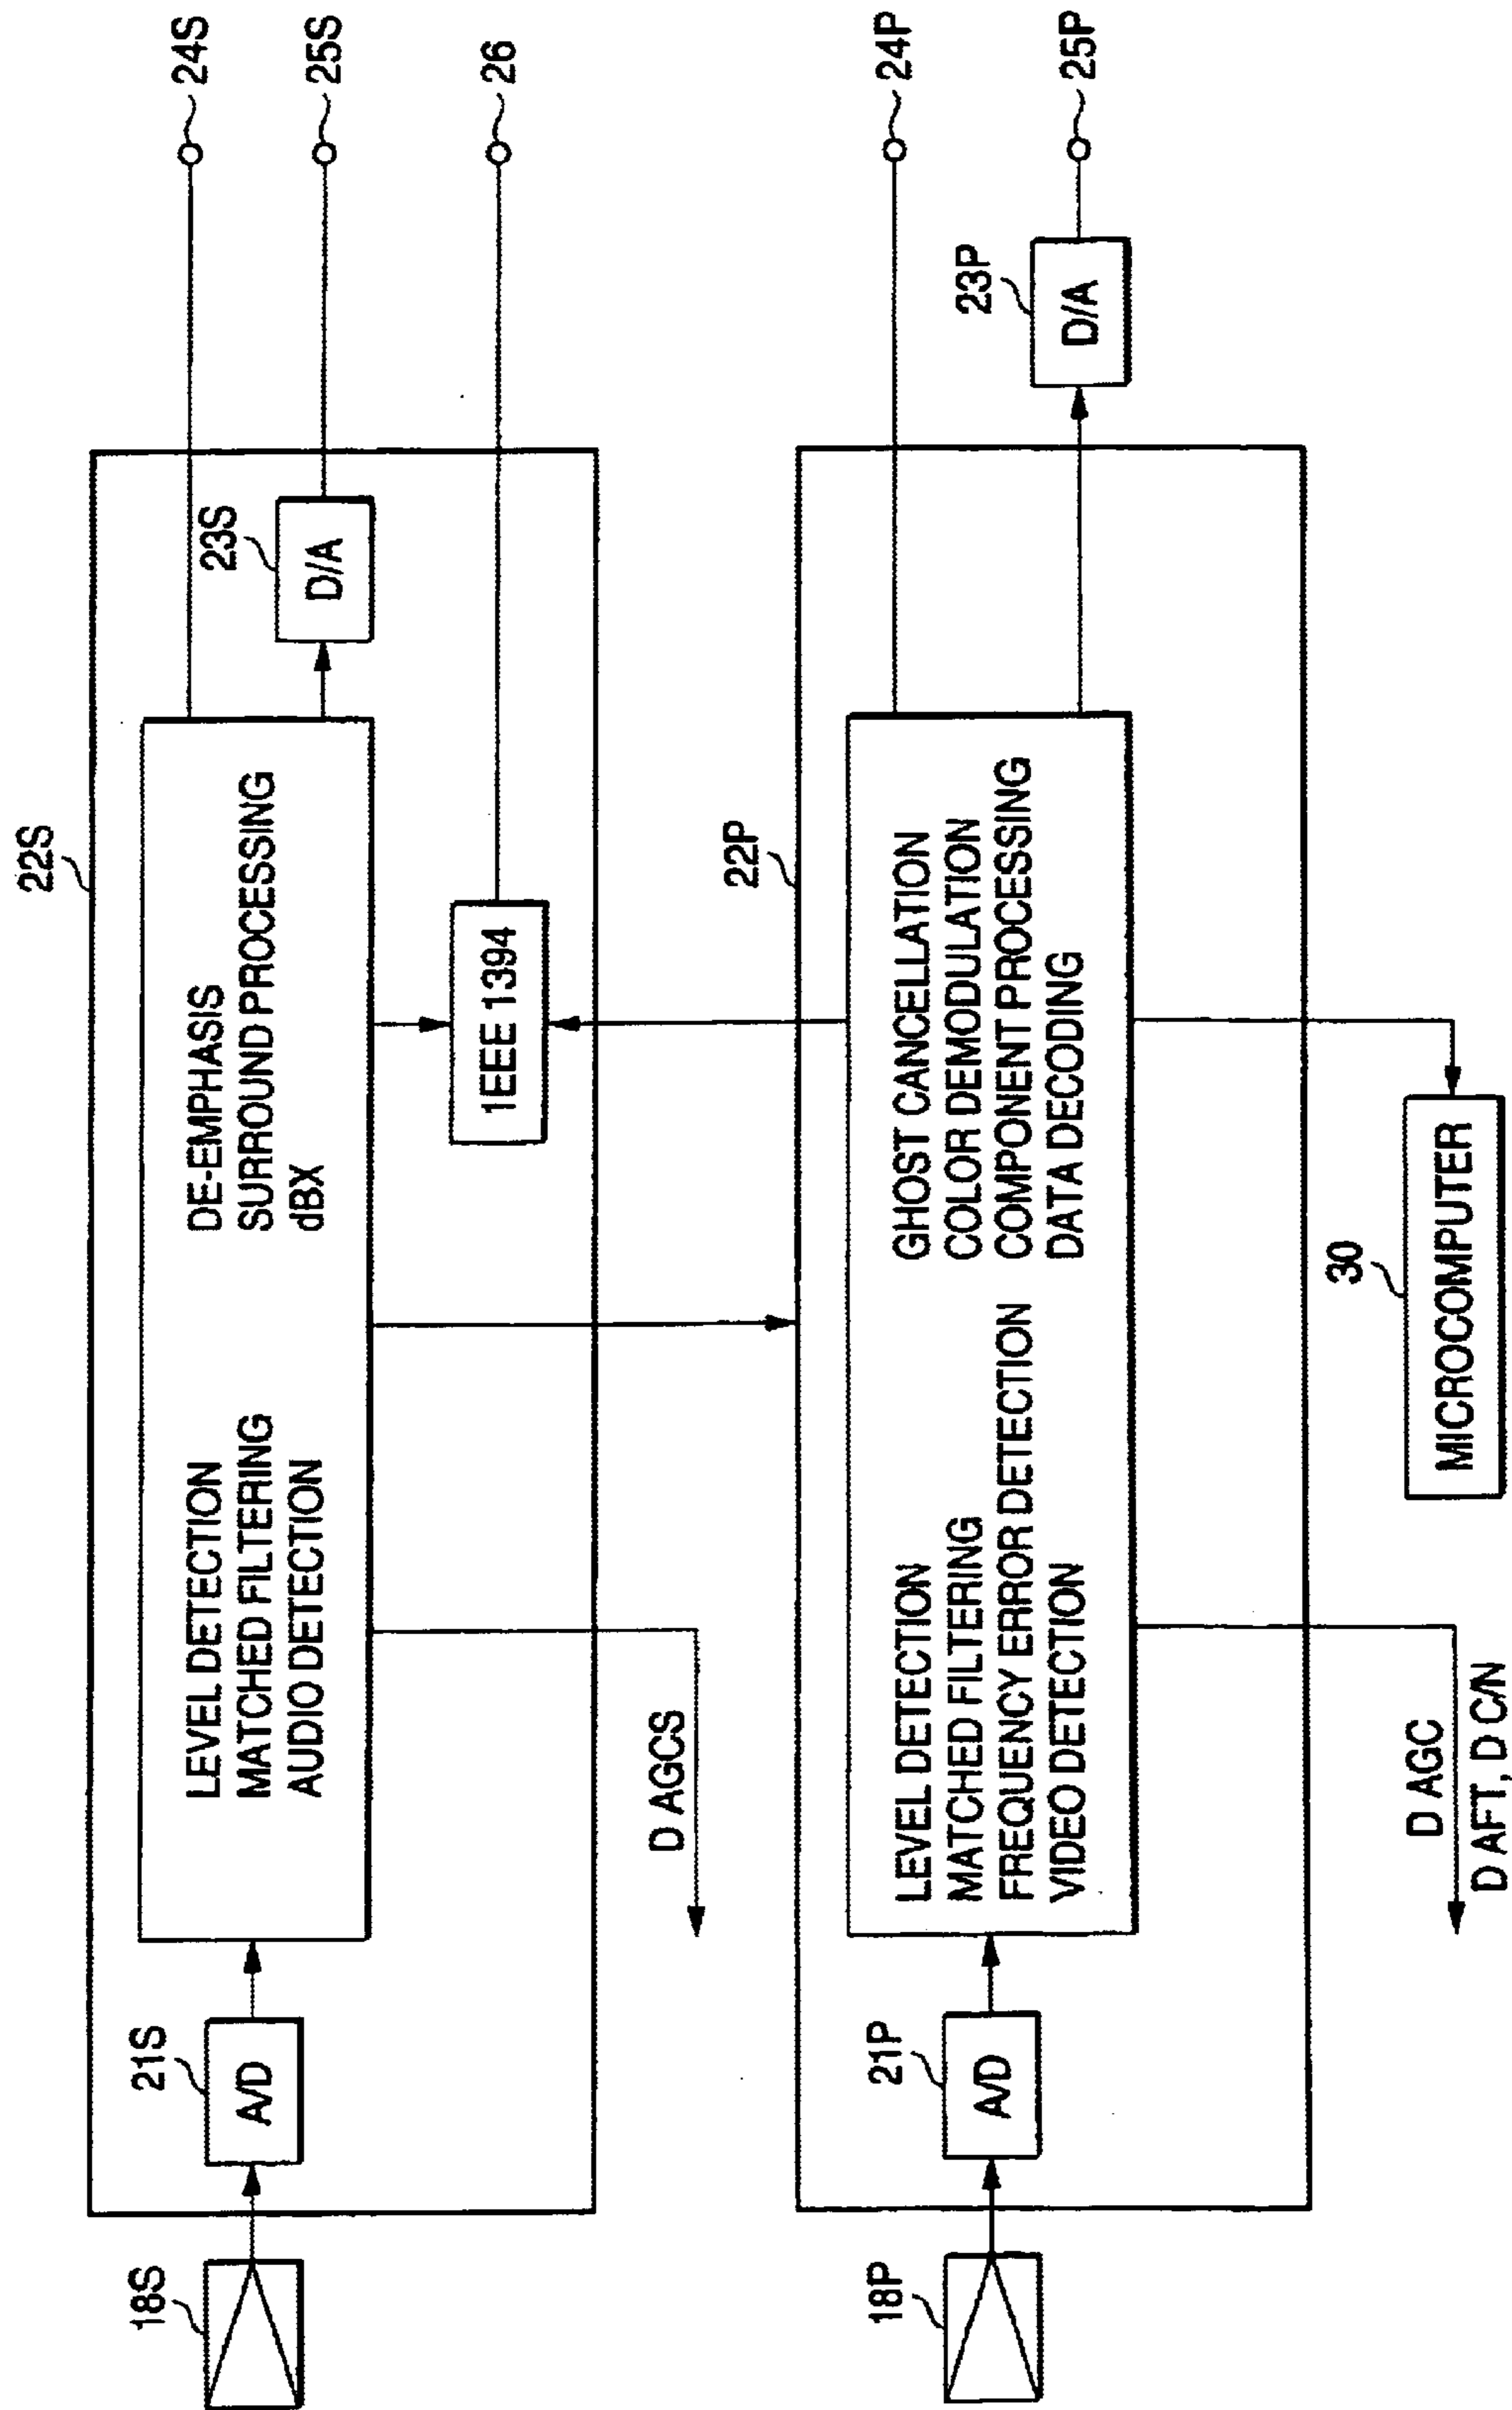 22S
24S
23S
25S
D/A
26
DE-EMPHASIS
SURROUND PROCESSING
dBX
LEVEL DETECTION
MATCHED FILTERING
AUDIO DETECTION
1EEE 1394
21S
A/D
18S
D AGCS
22P
24P
23P
25P
D/A
GHOST CANCELLATION
COLOR DEMODULATION
COMPONENT PROCESSING
DATA DECODING
LEVEL DETECTION
MATCHED FILTERING
FREQUENCY ERROR DETECTION
VIDEO DETECTION
21P
A/D
18P
30
MICROCOMPUTER
D AGC
D AFT, D C/N